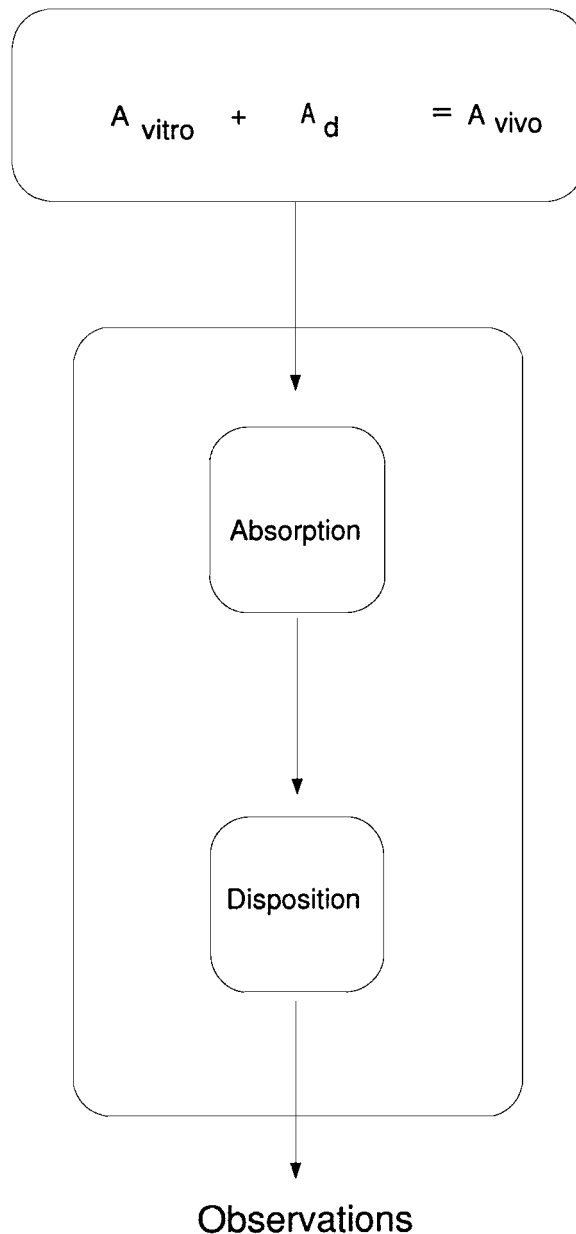 A vitro + A d = A vivo
Absorption
Disposition
Observations